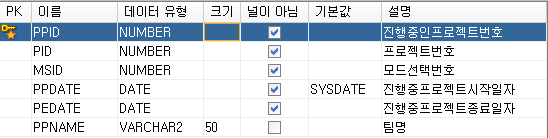 PK 이름 데이터 유형 크기 널이 아님 기본값 설명
PPID NUMBER 진행중인프로젝트번호
PID NUMBER 프로젝트번호
MSID NUMBER 모드선택번호
PPDATE DATE SYSDATE 진행중프로젝트시작일자
PEDATE DATE 진행중프로젝트종료일자
PPNAME VARCHAR2 50 팀명